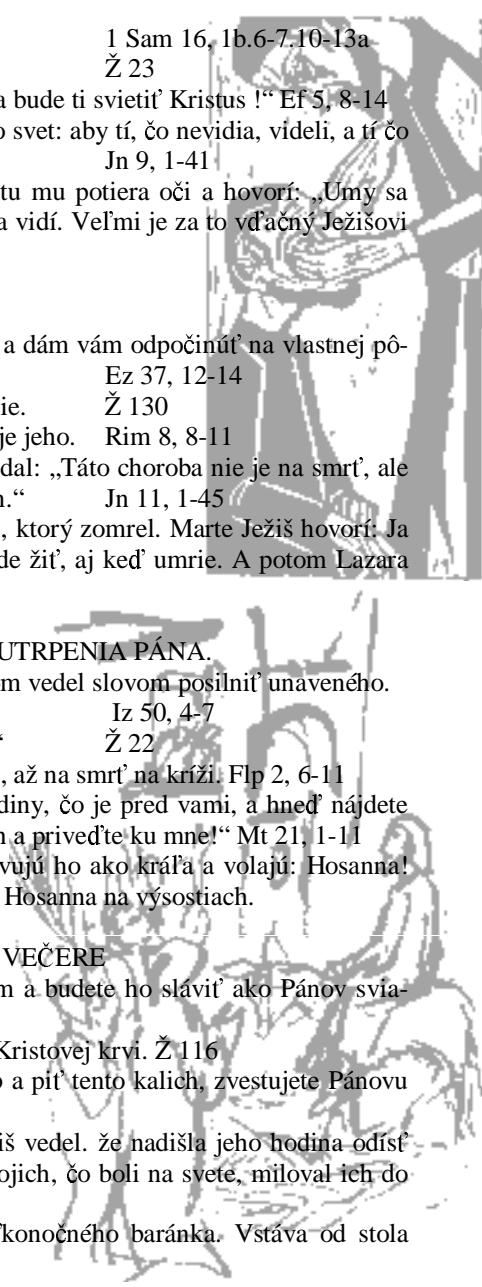 1 Sam 16, 1b.6-7.10-13a
Ž 23
a bude ti svietiť Kristus !“ Ef 5, 8-14
o svet: aby tí, čo nevidia, videli, a tí čo
Jn 9, 1-41
tu mu potiera oči a hovorí: „Umy sa
a vidí. Veľmi je za to vďačný Ježišovi
a dám vám odpočinúť na vlastnej pô-
Ez 37, 12-14
ie. Ž 130
je jeho. Rim 8, 8-11
dal: „Táto choroba nie je na smrť, ale
n.“ Jn 11, 1-45
, ktorý zomrel. Marte Ježiš hovorí: Ja
de žiť, aj keď umrie. A potom Lazara
UTRPENIA PÁNA.
m vedel slovom posilniť unaveného.
Iz 50, 4-7
“ Ž 22
, až na smrť na kríži. Flp 2, 6-11
diny, čo je pred vami, a hneď nájdete
h a priveďte ku mne!“ Mt 21, 1-11
vujú ho ako kráľa a volajú: Hosanna!
Hosanna na výsostiach.
VEČERE
m a budete ho sláviť ako Pánov svia-
Kristovej krvi. Ž 116
o a piť tento kalich, zvestujete Pánovu
iš vedel. že nadišla jeho hodina odísť
ojich, čo boli na svete, miloval ich do
ľkonočného baránka. Vstáva od stola